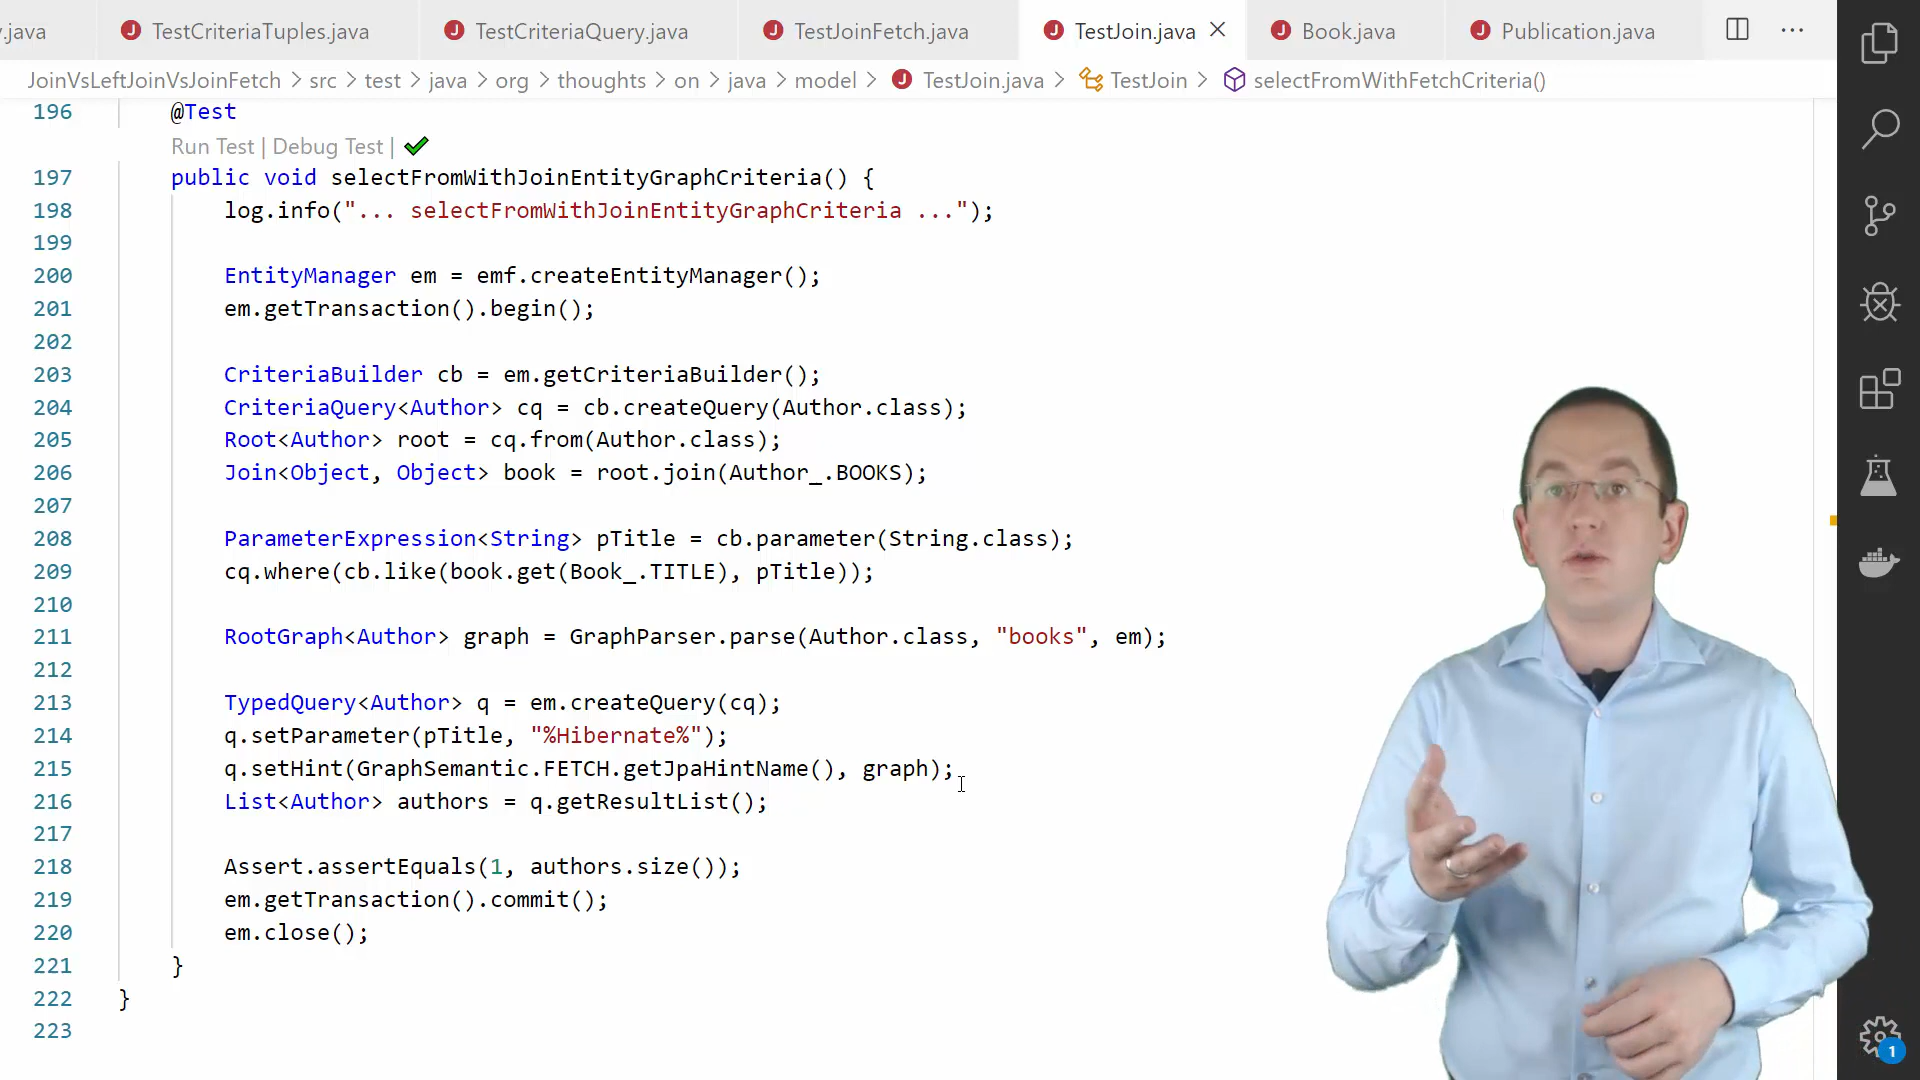 .java
TestCriteriaTuples.java
TestCriteriaQuery.java
TestJoinFetch.java
TestJoin.java
Book.java
Publication.java
JoinVsLeftJoinVsJoinFetch > src > test > java > org > thoughts > on > java > model > TestJoin.java > TestJoin > selectFromWithFetchCriteria()
196 @Test
Run Test | Debug Test |
197 public void selectFromWithJoinEntityGraphCriteria() {
198 log.info("... selectFromWithJoinEntityGraphCriteria ...");
199
200 EntityManager em = emf.createEntityManager();
201 em.getTransaction().begin();
202
203 CriteriaBuilder cb = em.getCriteriaBuilder();
204 CriteriaQuery<Author> cq = cb.createQuery(Author.class);
205 Root<Author> root = cq.from(Author.class);
206 Join<Object, Object> book = root.join(Author_.BOOKS);
207
208 ParameterExpression<String> pTitle = cb.parameter(String.class);
209 cq.where(cb.like(book.get(Book_.TITLE), pTitle));
210
211 RootGraph<Author> graph = GraphParser.parse(Author.class, "books", em);
212
213 TypedQuery<Author> q = em.createQuery(cq);
214 q.setParameter(pTitle, "%Hibernate%");
215 q.setHint(GraphSemantic.FETCH.getJpaHintName(), graph);
216 List<Author> authors = q.getResultList();
217
218 Assert.assertEquals(1, authors.size());
219 em.getTransaction().commit();
220 em.close();
221 }
222 }
223
1